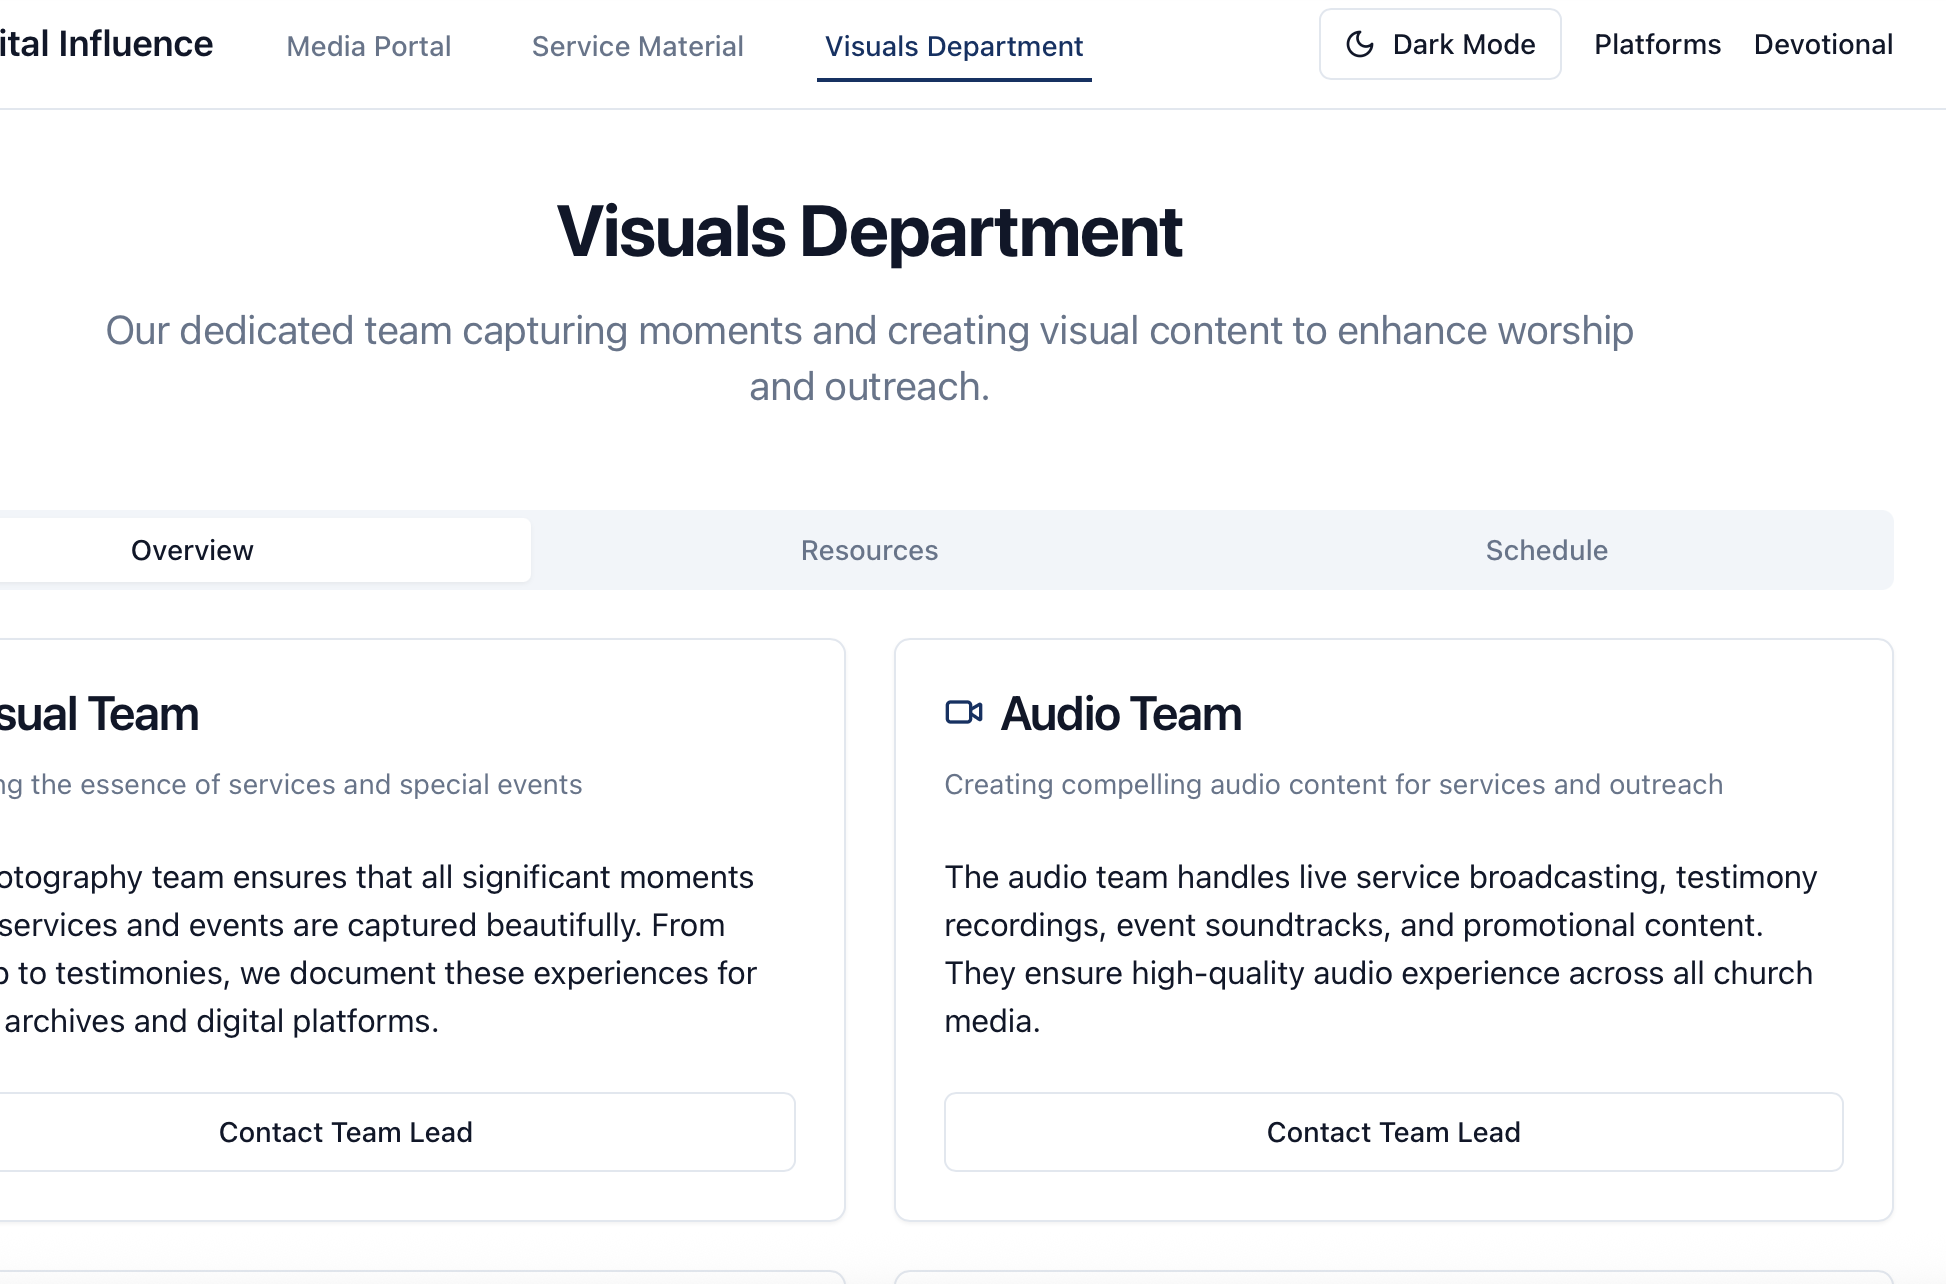 ital Influence
Media Portal
Service Material
Visuals Department
Dark Mode
Platforms
Devotional
Visuals Department
Our dedicated team capturing moments and creating visual content to enhance worship
and outreach.
Overview
Resources
Schedule
sual Team
ng the essence of services and special events
otography team ensures that all significant moments
services and events are captured beautifully. From
p to testimonies, we document these experiences for
archives and digital platforms.
Contact Team Lead
Audio Team
Creating compelling audio content for services and outreach
The audio team handles live service broadcasting, testimony
recordings, event soundtracks, and promotional content.
They ensure high-quality audio experience across all church
media.
Contact Team Lead